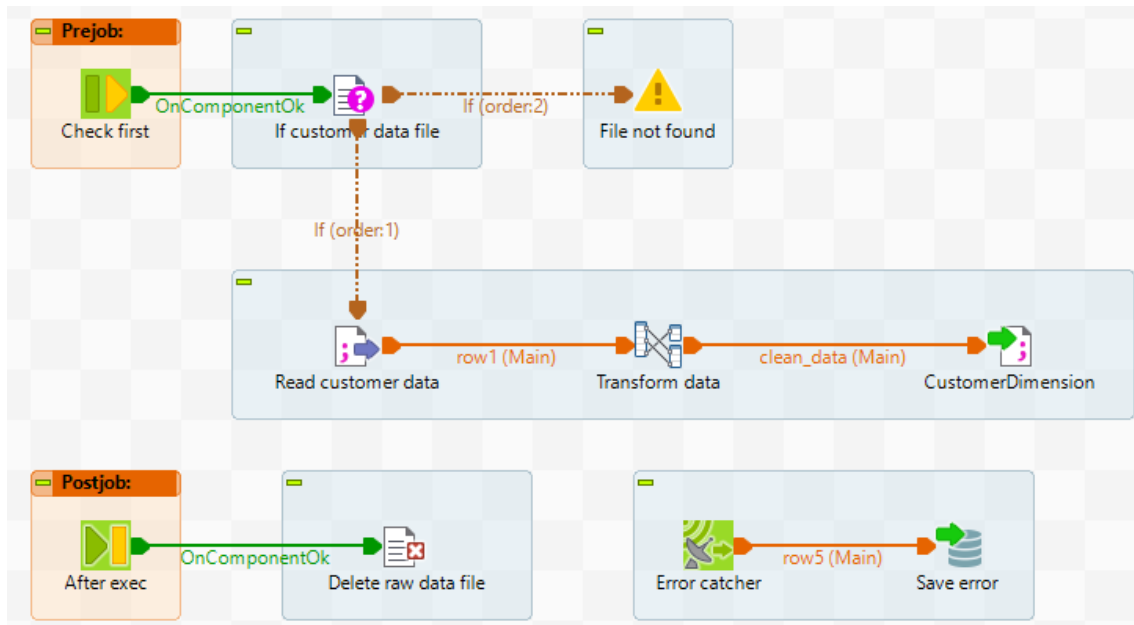 Prejob:
OnComponentOk
If (order:2)
Check first
If customer data file
File not found
If (order:1)
row1 (Main)
clean_data (Main)
Read customer data
Transform data
CustomerDimension
Postjob:
OnComponentOk
row5 (Main)
After exec
Delete raw data file
Error catcher
Save error